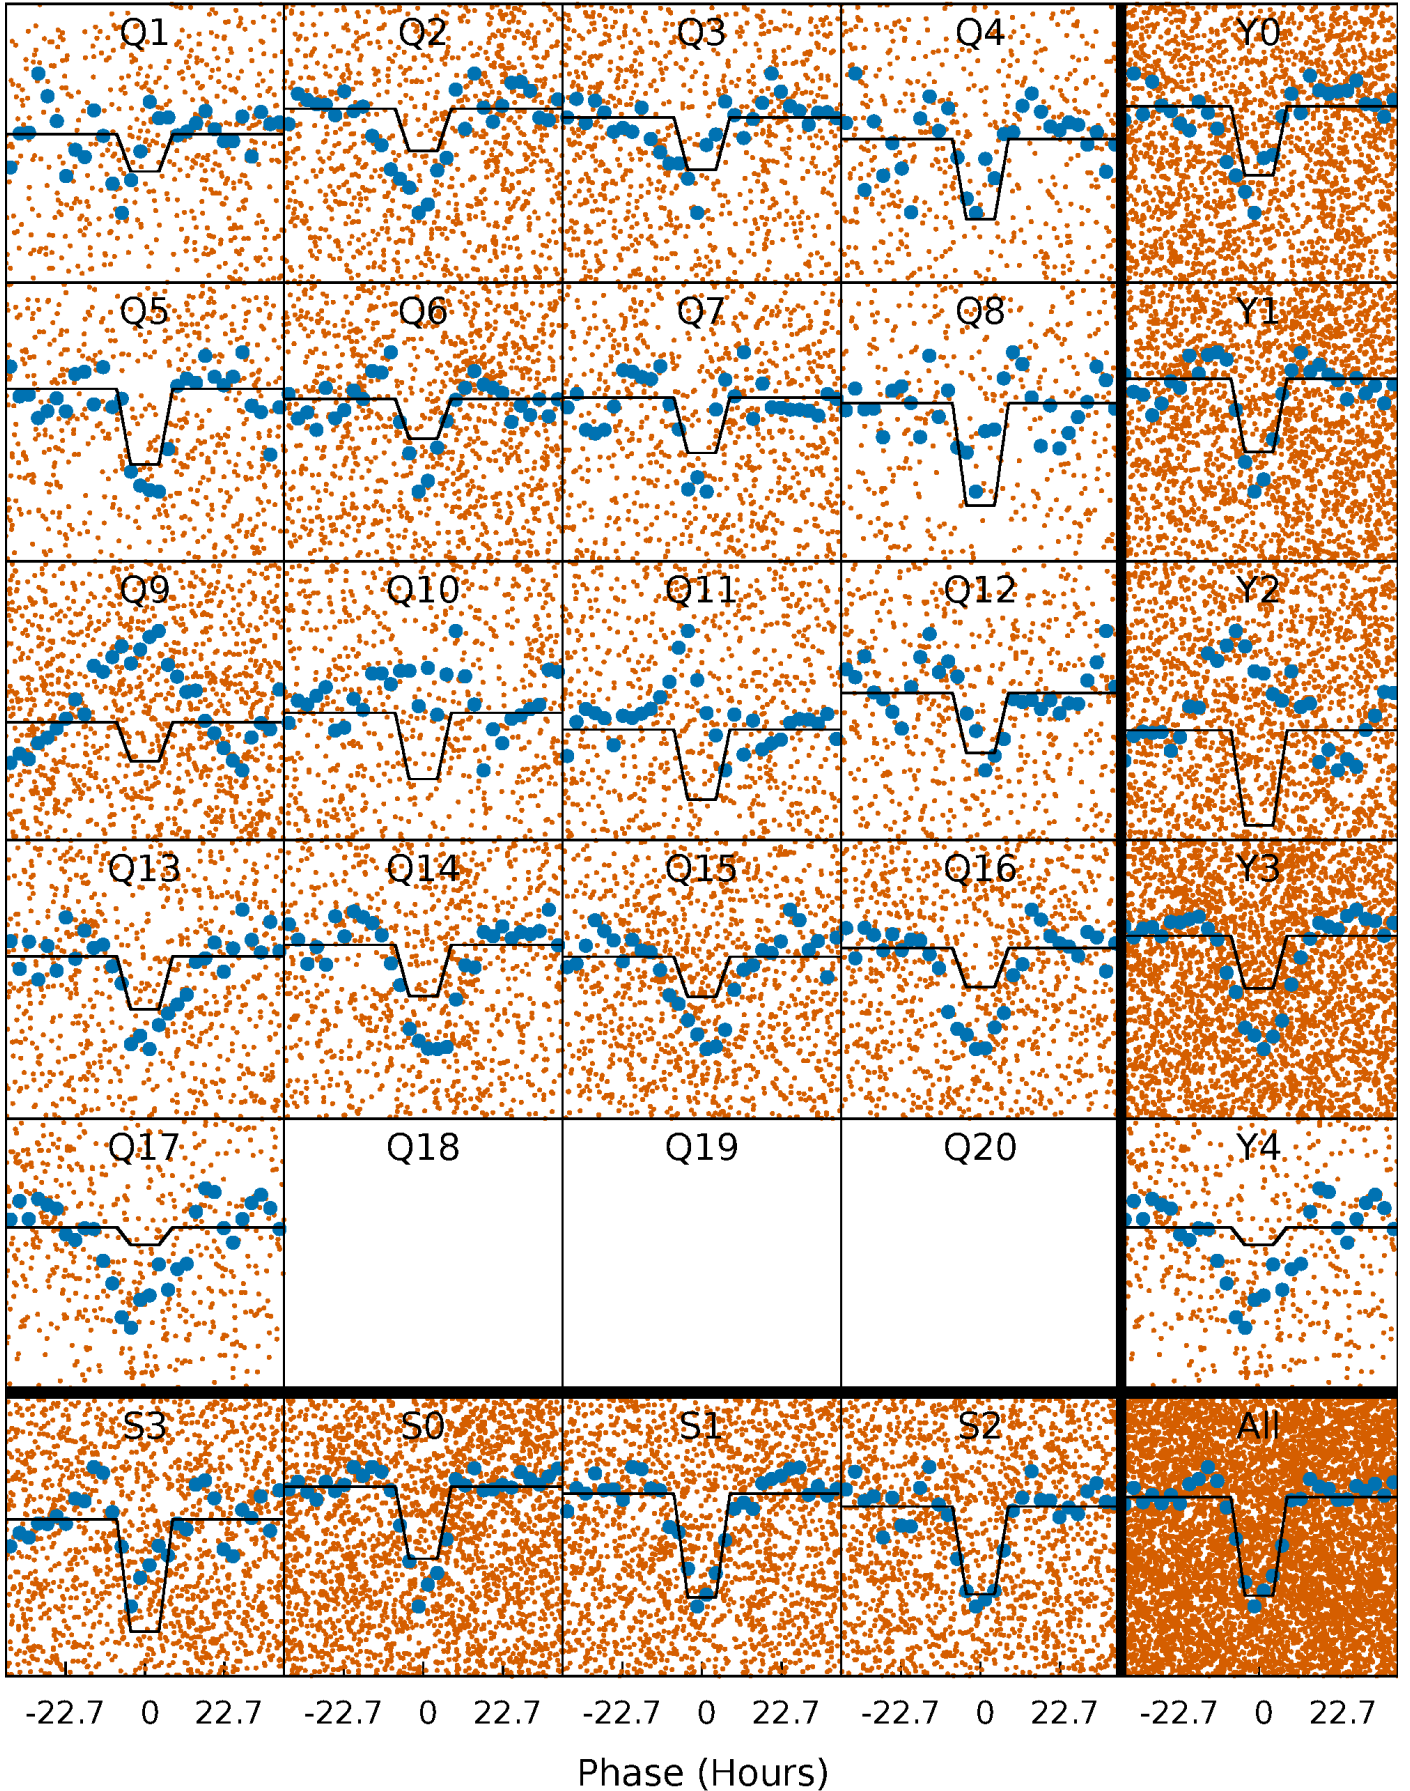 Q1 Q2 Q3 Q4 Y0
Q5 Q6 Q7 Q8 Y1
Q9 Q10 Q11 Q12 Y2
Q13 Q14 Q15 Q16 Y3
Q17 Q18 Q19 Q20 Y4
S3 S0 S1 S2 All
-22.7 0 22.7 -22.7 0 22.7 -22.7 0 22.7 -22.7 0 22.7 -22.7 0 22.7
Phase (Hours)